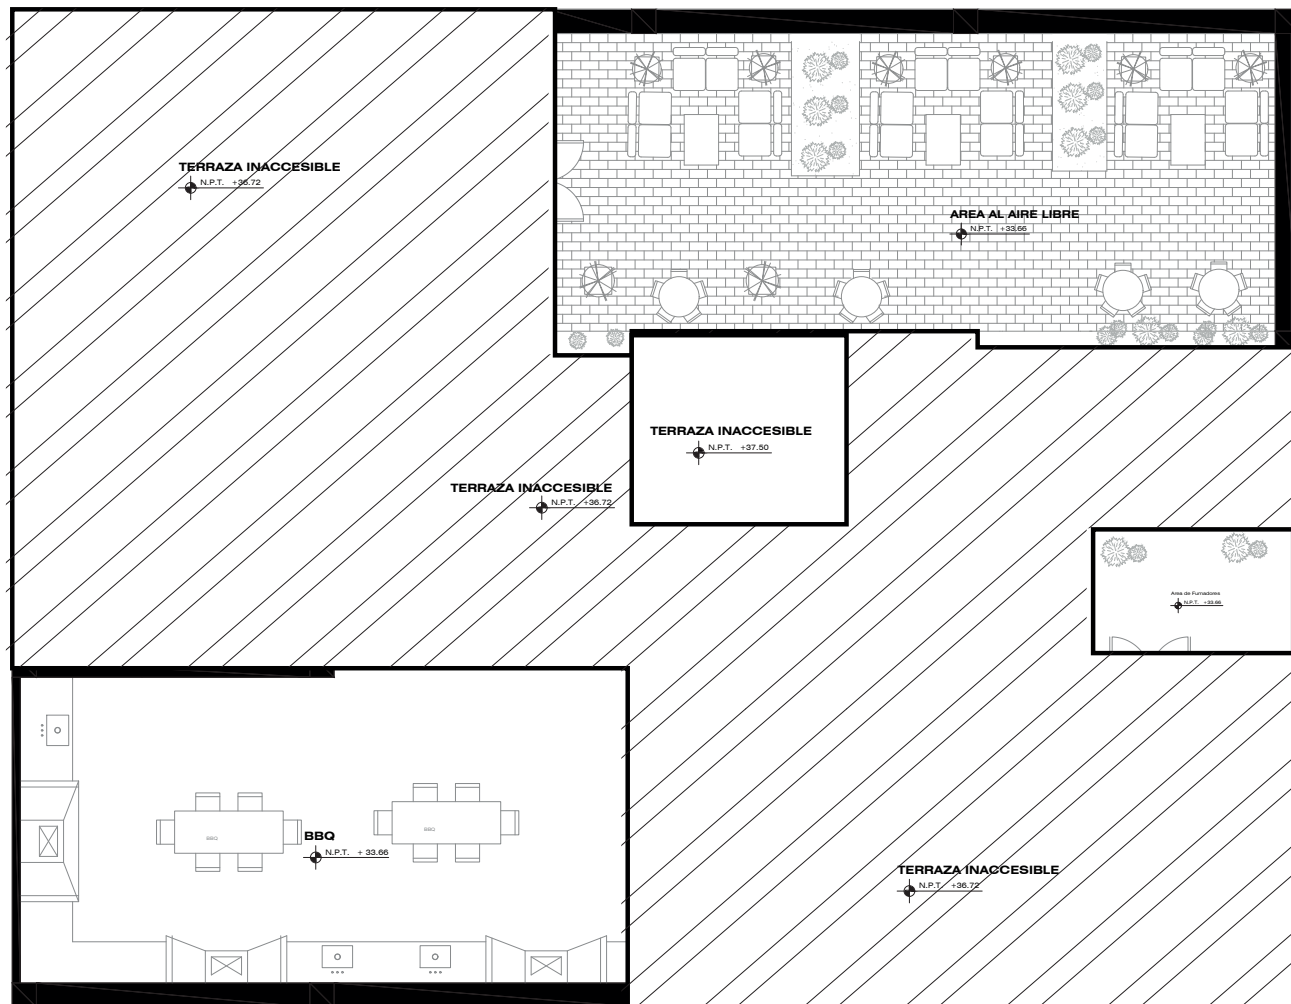 TERRAZA INACCESIBLE
N.P.T. +36.72
AREA AL AIRE LIBRE
N.P.T. +33.66
TERRAZA INACCESIBLE
N.P.T. +37.50
TERRAZA INACCESIBLE
N.P.T. +36.72
Area de Fumadores
N.P.T. +33.66
BBQ
BBQ
BBQ
N.P.T. + 33.66
TERRAZA INACCESIBLE
N.P.T. +36.72